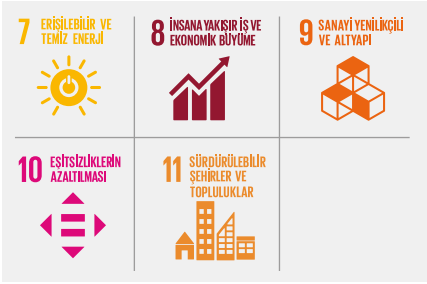 7 ERİŞİLEBİLİR VE
TEMİZ ENERJİ
8 İNSANA YAKIŞIR İŞ VE
EKONOMİK BÜYÜME
9 SANAYİ YENİLİKÇİLİ
VE ALTYAPI
10 EŞİTSİZLİKLERİN
AZALTILMASI
11 SÜRDÜRÜLEBİLİR
ŞEHİRLER VE
TOPLULUKLAR